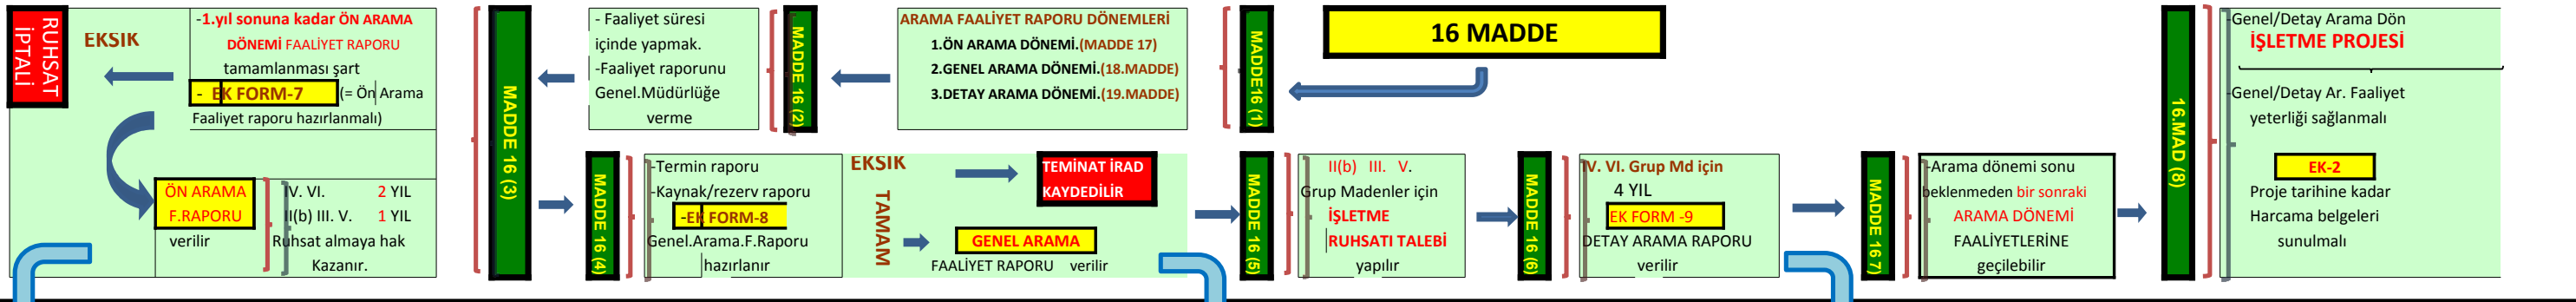 16 MADDE
MADDE16 (1)
ARAMA FAALİYET RAPORU DÖNEMLERİ
1.ÖN ARAMA DÖNEMİ.(MADDE 17)
2.GENEL ARAMA DÖNEMİ.(18.MADDE)
3.DETAY ARAMA DÖNEMİ.(19.MADDE)
MADDE 16 (2)
- Faaliyet süresi
içinde yapmak.
-Faaliyet raporunu
Genel.Müdürlüğe
verme
MADDE 16 (3)
-1.yıl sonuna kadar ÖN ARAMA
DÖNEMİ FAALİYET RAPORU
tamamlanması şart
- EK FORM-7 (= Ön Arama
Faaliyet raporu hazırlanmalı)
EKSIK
RUHSAT
İPTALİ
ÖN ARAMA
F.RAPORU
verilir
IV. VI. 2 YIL
II(b) III. V. 1 YIL
Ruhsat almaya hak
Kazanır.
MADDE 16 (4)
-Termin raporu
-Kaynak/rezerv raporu
-EK FORM-8
Genel.Arama.F.Raporu
hazırlanır
EKSIK
TEMİNAT İRAD
KAYDEDİLİR
TAMAM
GENEL ARAMA
FAALİYET RAPORU verilir
MADDE 16 (5)
II(b) III. V.
Grup Madenler için
İŞLETME
RUHSATI TALEBİ
yapılır
MADDE 16 (6)
IV. VI. Grup Md için
4 YIL
EK FORM -9
DETAY ARAMA RAPORU
verilir
MADDE 16 7)
-Arama dönemi sonu
beklenmeden bir sonraki
ARAMA DÖNEMİ
FAALİYETLERİNE
geçilebilir
16.MAD (8)
-Genel/Detay Arama Dön
İŞLETME PROJESİ
-Genel/Detay Ar. Faaliyet
yeterliği sağlanmalı
EK-2
Proje tarihine kadar
Harcama belgeleri
sunulmalı